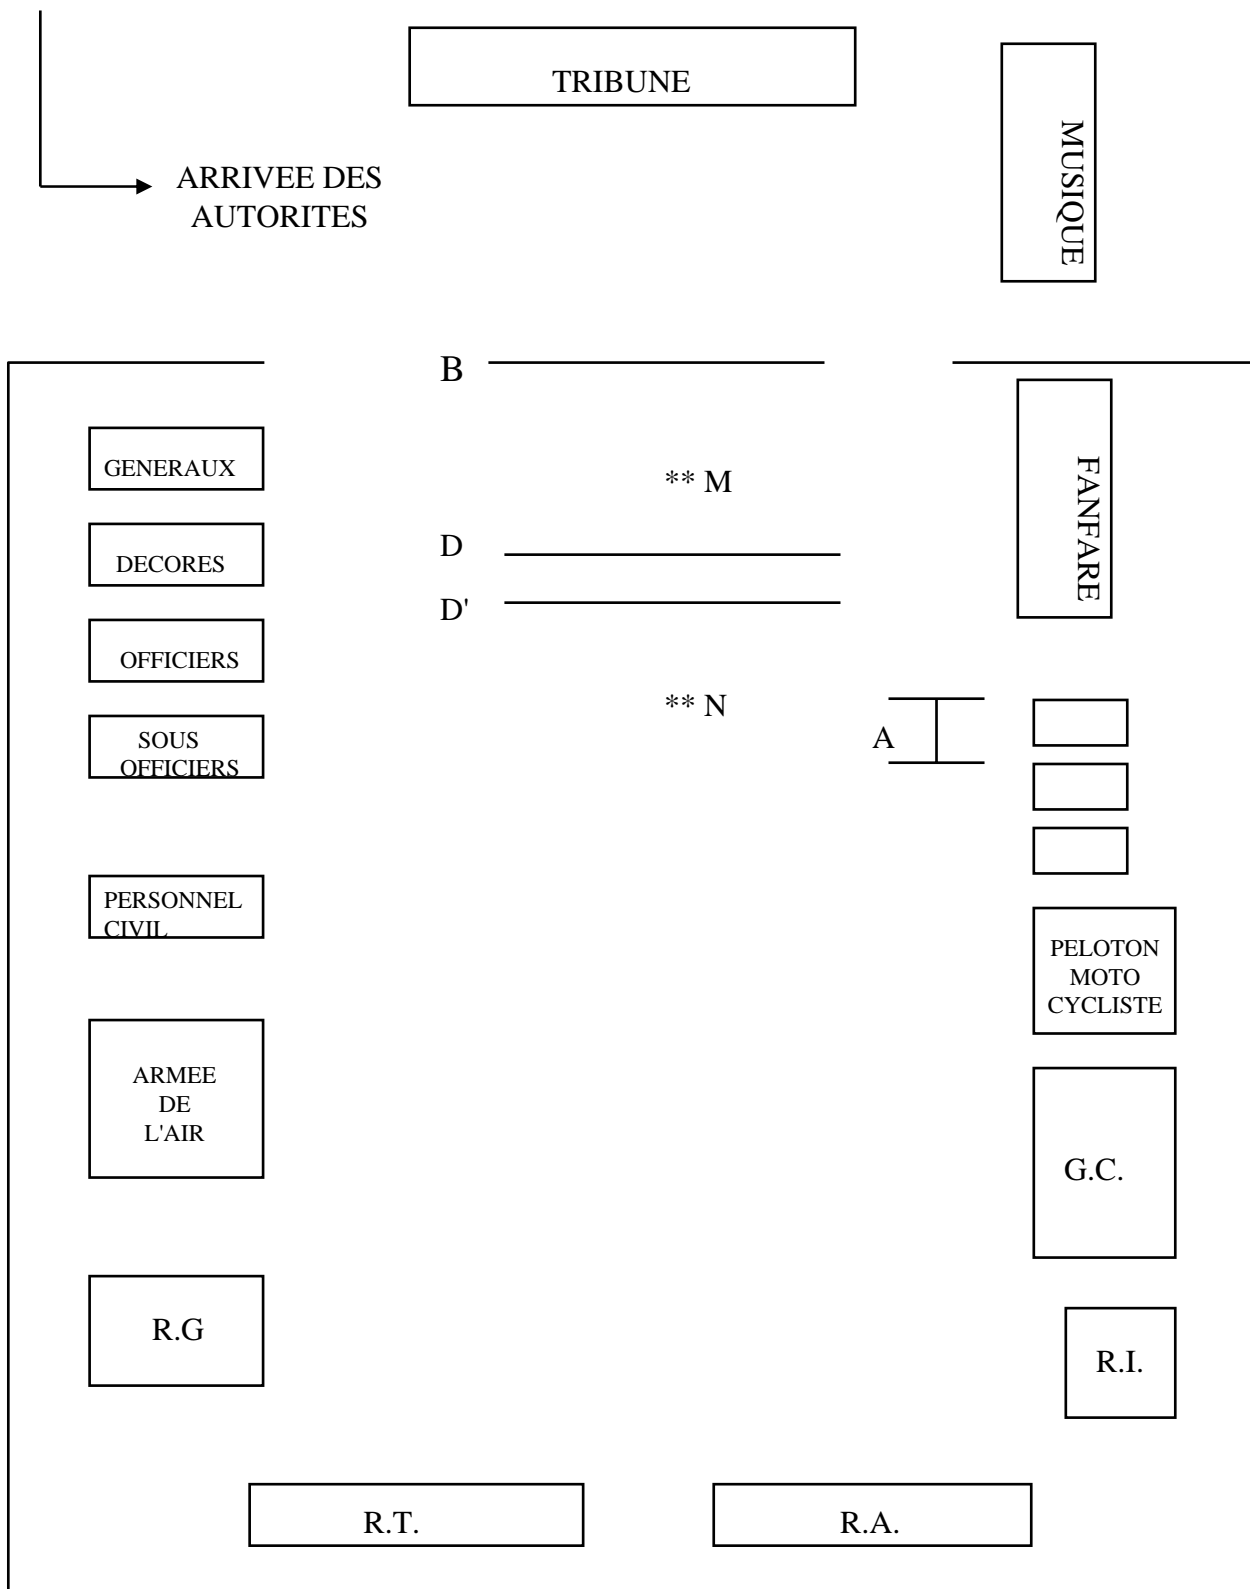 TRIBUNE
MUSIQUE
ARRIVEE DES
AUTORITES
B
GENERAUX
** M
FANFARE
D
DECORES
D'
OFFICIERS
** N
SOUS
OFFICIERS
A
PERSONNEL
CIVIL
PELOTON
MOTO
CYCLISTE
ARMEE
DE
L'AIR
G.C.
R.G
R.I.
R.T.
R.A.